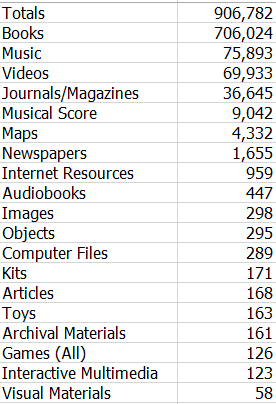 Totals 906,782
Books 706,024
Music 75,893
Videos 69,933
Journals/Magazines 36,645
Musical Score 9,042
Maps 4,332
Newspapers 1,655
Internet Resources 959
Audiobooks 447
Images 298
Objects 295
Computer Files 289
Kits 171
Articles 168
Toys 163
Archival Materials 161
Games (All) 126
Interactive Multimedia 123
Visual Materials 58